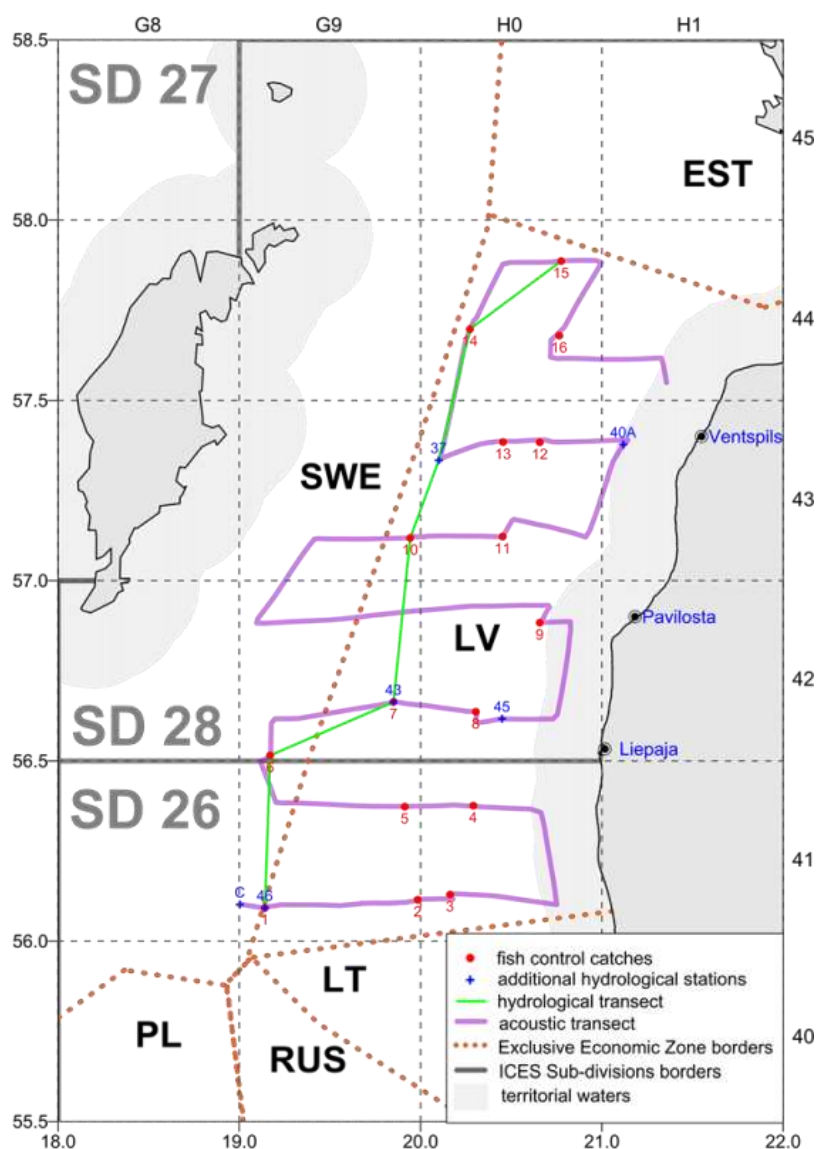 G8 G9 H0 H1
58.5
SD 27
45
EST
58.0
15
44
14
16
57.5
40A
Ventspils
37
13 12
SWE
43
10 11
57.0
LV
Pavilosta
9
42
43
45
7
8
SD 28
Liepaja
6
56.5
SD 26
5 4
41
C 46
1 2 3
56.0
LT
PL
RUS
40
fish control catches
additional hydrological stations
hydrological transect
acoustic transect
Exclusive Economic Zone borders
ICES Sub-divisions borders
territorial waters
55.5
18.0 19.0 20.0 21.0 22.0